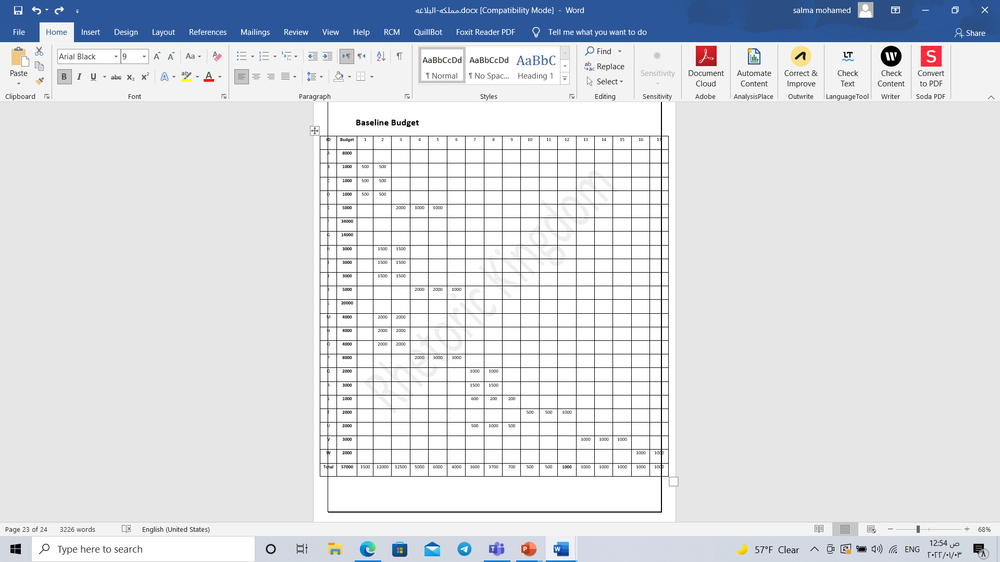 مملكه-البلاغه.docx [Compatibility Mode] - Word
salma mohamed
File Home Insert Design Layout References Mailings Review View Help RCM QuillBot Foxit Reader PDF Tell me what you want to do Share
Paste
Clipboard
Arial Black 9
Font
Paragraph
AaBbCcDd AaBbCcDd AaBbC
¶ Normal ¶ No Spac... Heading 1
Styles
Find
Replace
Select
Editing
Sensitivity
Sensitivity
Document Cloud
Adobe
Automate Content
AnalysisPlace
Correct & Improve
Outwrite
Check Text
LanguageTool
Check Content
Writer
Convert to PDF
Soda PDF
Baseline Budget
ID Budget 1 2 3 4 5 6 7 8 9 10 11 12 13 14 15 16 17
A 8000
B 1000 500 500
C 1000 500 500
D 1000 500 500
E 5000 2000 1000 1000
F 34000
G 14000
H 3000 1500 1500
I 3000 1500 1500
J 3000 1500 1500
K 5000 2000 2000 1000
L 20000
M 4000 2000 2000
N 4000 2000 2000
O 4000 2000 2000
P 8000 2000 3000 3000
Q 2000 1000 1000
R 3000 1500 1500
S 1000 600 200 200
T 2000 500 500 1000
U 2000 500 1000 500
V 3000 1000 1000 1000
W 2000 1000 1000
Total 57000 1500 12000 12500 5000 6000 4000 3600 3700 700 500 500 1000 1000 1000 1000 1000 1000
Rhetoric Kingdom
Page 23 of 24 3226 words English (United States) 68%
Type here to search
57°F Clear
ENG
12:54 ص
٢٠٢٢/٠١/٠٣